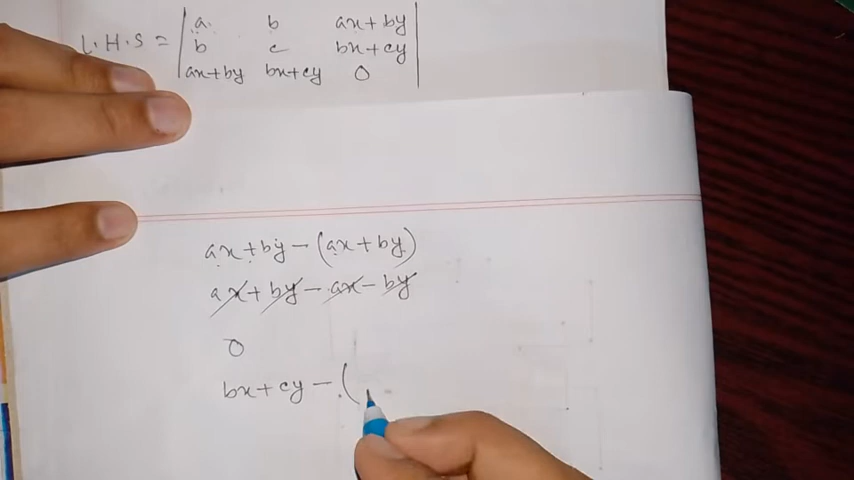 L.H.S = | a b ax+by |
| b c bx+cy |
| ax+by bx+cy 0 |
ax+by-(ax+by)
ax+by-ax-by
0
bx+cy-(